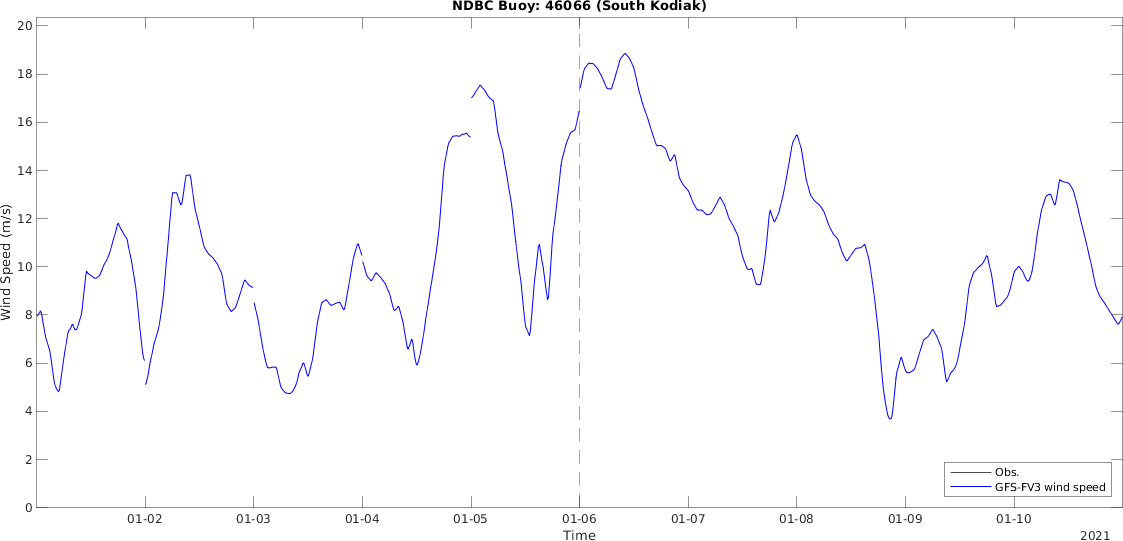 NDBC Buoy: 46066 (South Kodiak)
20
18
16
14
12
10
8
6
4
2
0
Wind Speed (m/s)
Obs.
GFS-FV3 wind speed
01-02 01-03 01-04 01-05 01-06 01-07 01-08 01-09 01-10
Time
2021